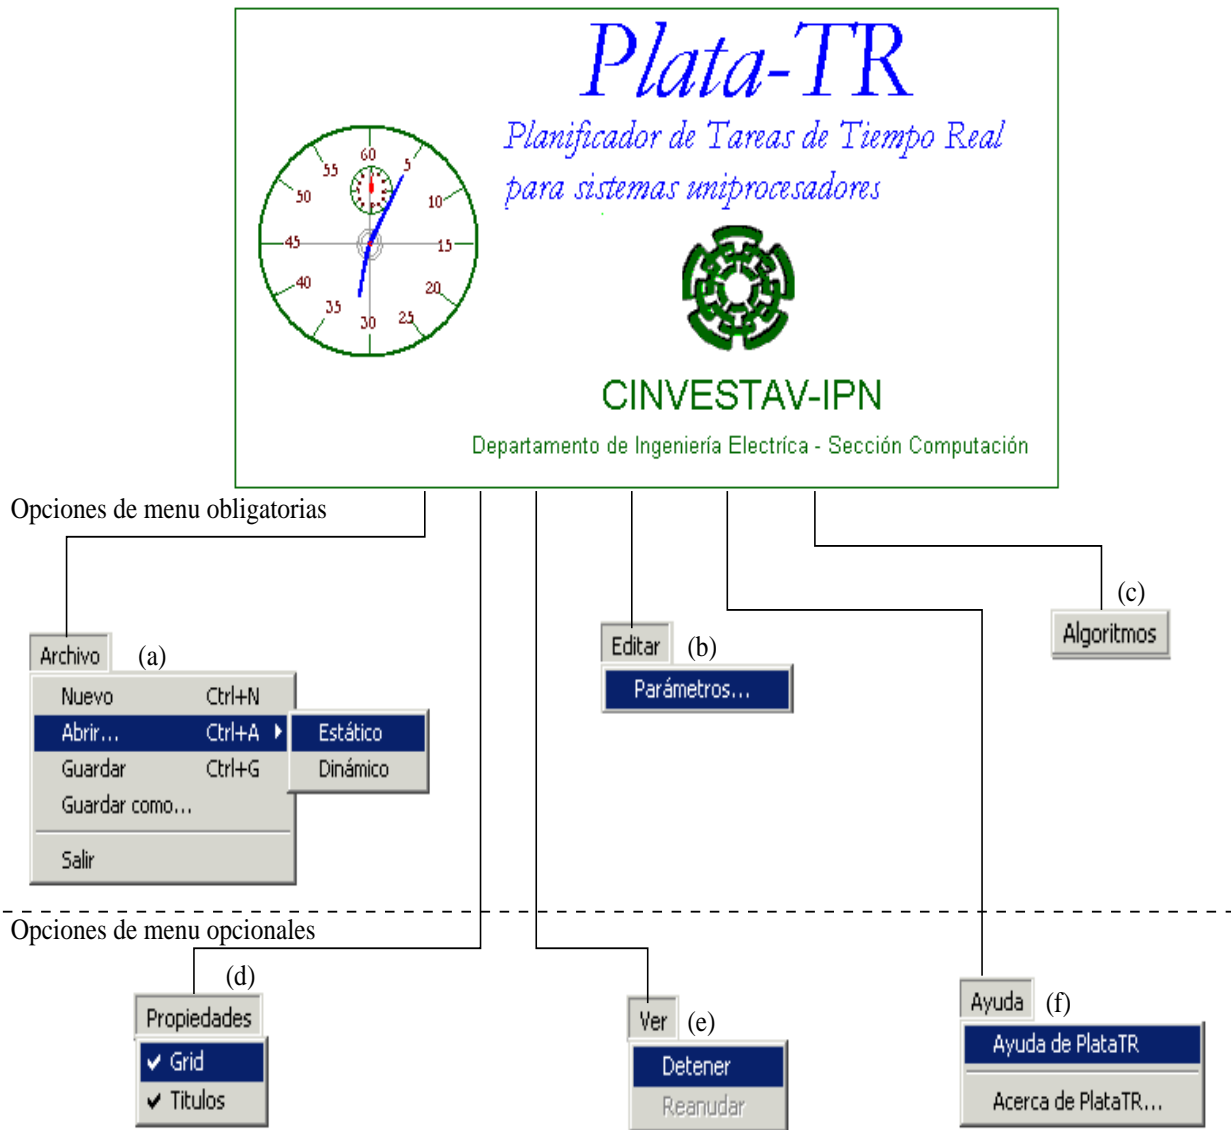 Plata-TR
Planificador de Tareas de Tiempo Real
para sistemas uniprocesadores
60
5
10
15
20
25
30
35
40
45
50
55
CINVESTAV-IPN
Departamento de Ingeniería Electríca - Sección Computación
Opciones de menu obligatorias
Archivo (a)
Nuevo Ctrl+N
Abrir... Ctrl+A
Guardar Ctrl+G
Guardar como...
Salir
Estático
Dinámico
Editar (b)
Parámetros...
(c)
Algoritmos
Opciones de menu opcionales
(d)
Propiedades
Grid
Titulos
Ver (e)
Detener
Reanudar
Ayuda (f)
Ayuda de PlataTR
Acerca de PlataTR...